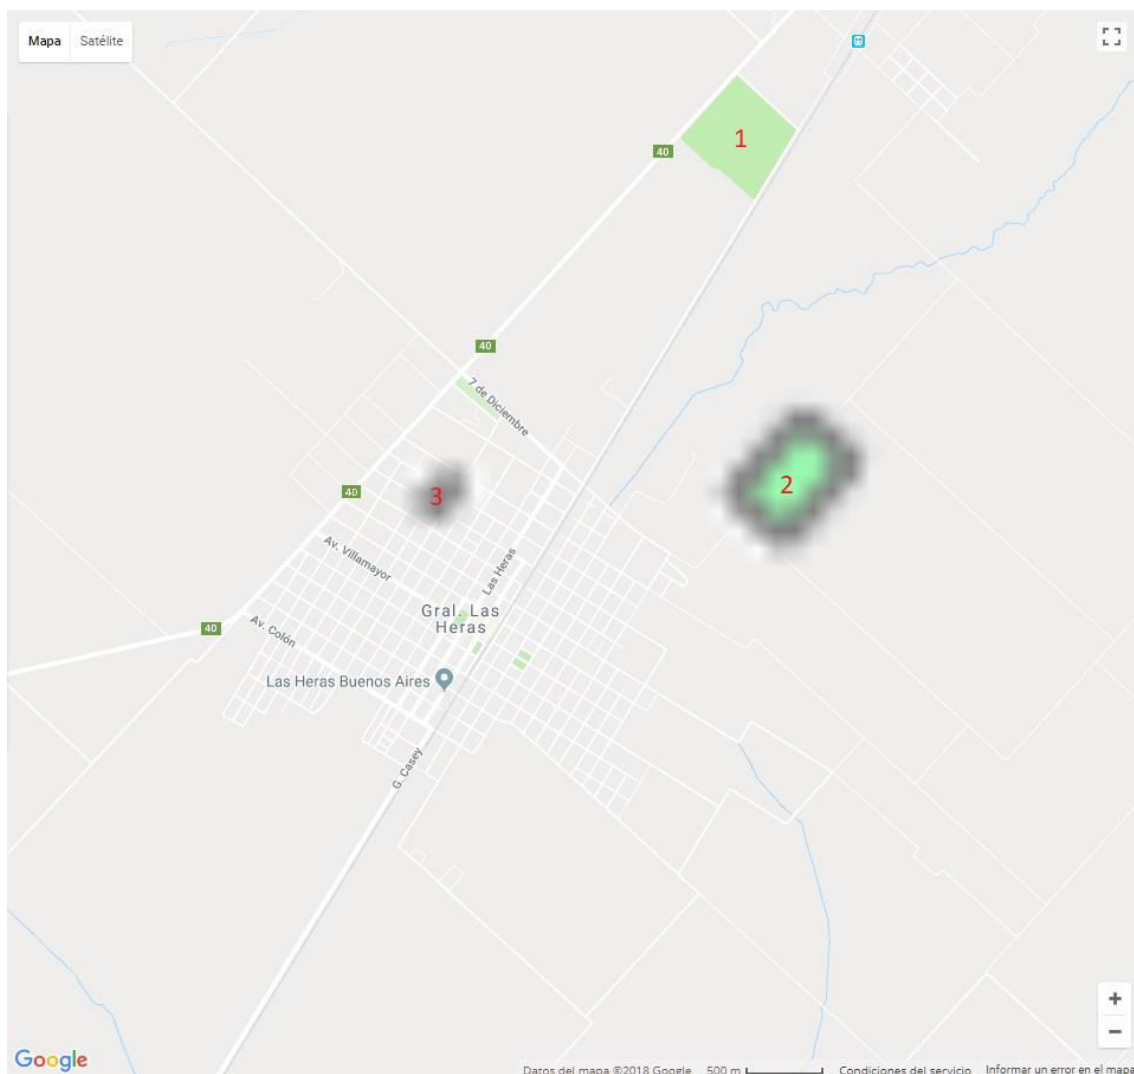 Mapa Satélite
1
40
40
7 de Diciembre
2
3
40
Av. Villamayor
Las Heras
Gral. Las
Heras
40
Av. Colón
Las Heras Buenos Aires
G. Casey
+
−
Google
Datos del mapa ©2018 Google 500 m Condiciones del servicio Informar un error en el mapa